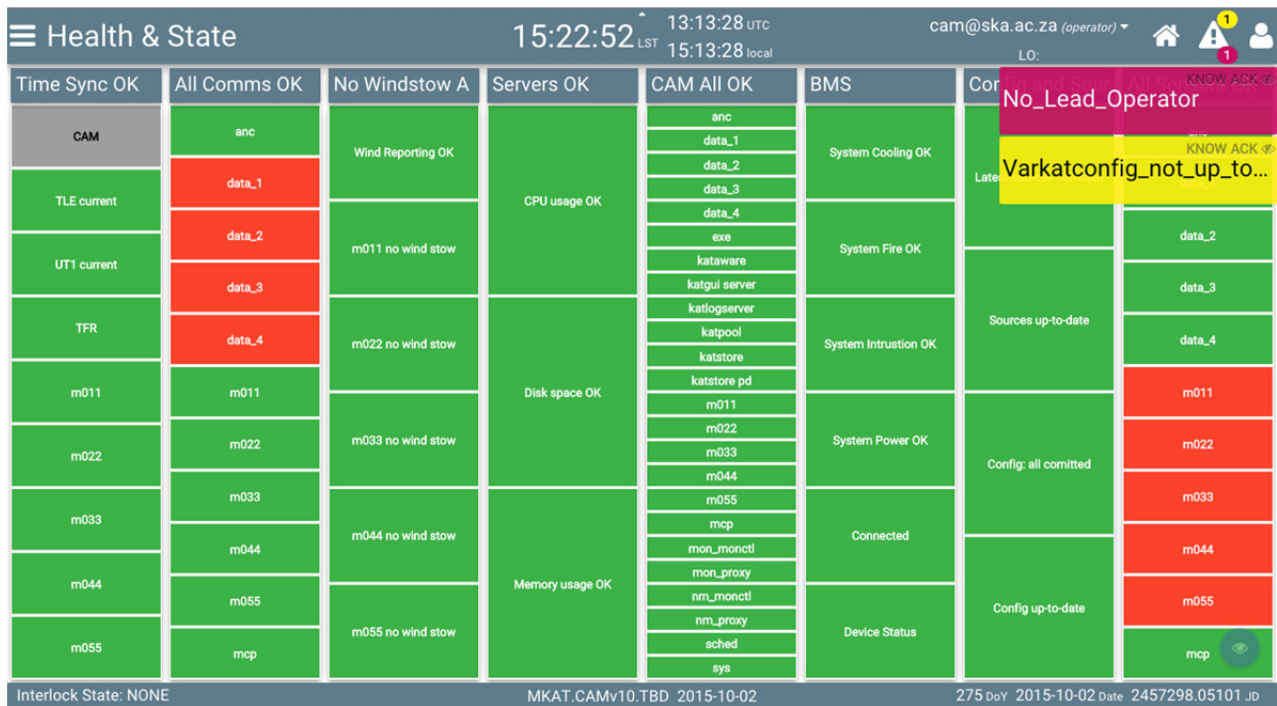 Health & State
15:22:52 LST
13:13:28 UTC
15:13:28 local
cam@ska.ac.za (operator)
LO:
1
1
Time Sync OK
CAM
TLE current
UT1 current
TFR
m011
m022
m033
m044
m055
All Comms OK
anc
data_1
data_2
data_3
data_4
m011
m022
m033
m044
m055
mcp
No Windstow A
Wind Reporting OK
m011 no wind stow
m022 no wind stow
m033 no wind stow
m044 no wind stow
m055 no wind stow
Servers OK
CPU usage OK
Disk space OK
Memory usage OK
CAM All OK
anc
data_1
data_2
data_3
data_4
exe
kataware
katgui server
katlogserver
katpool
katstore
katstore pd
m011
m022
m033
m044
m055
mcp
mon_monctl
mon_proxy
nm_monctl
nm_proxy
sched
sys
BMS
System Cooling OK
System Fire OK
System Intrustion OK
System Power OK
Connected
Device Status
KNOW ACK
No_Lead_Operator
KNOW ACK
Varkatconfig_not_up_to...
Sources up-to-date
Config: all comitted
Config up-to-date
data_2
data_3
data_4
m011
m022
m033
m044
m055
mcp
Interlock State: NONE
MKAT.CAMv10.TBD 2015-10-02
275 DoY 2015-10-02 Date 2457298.05101 JD